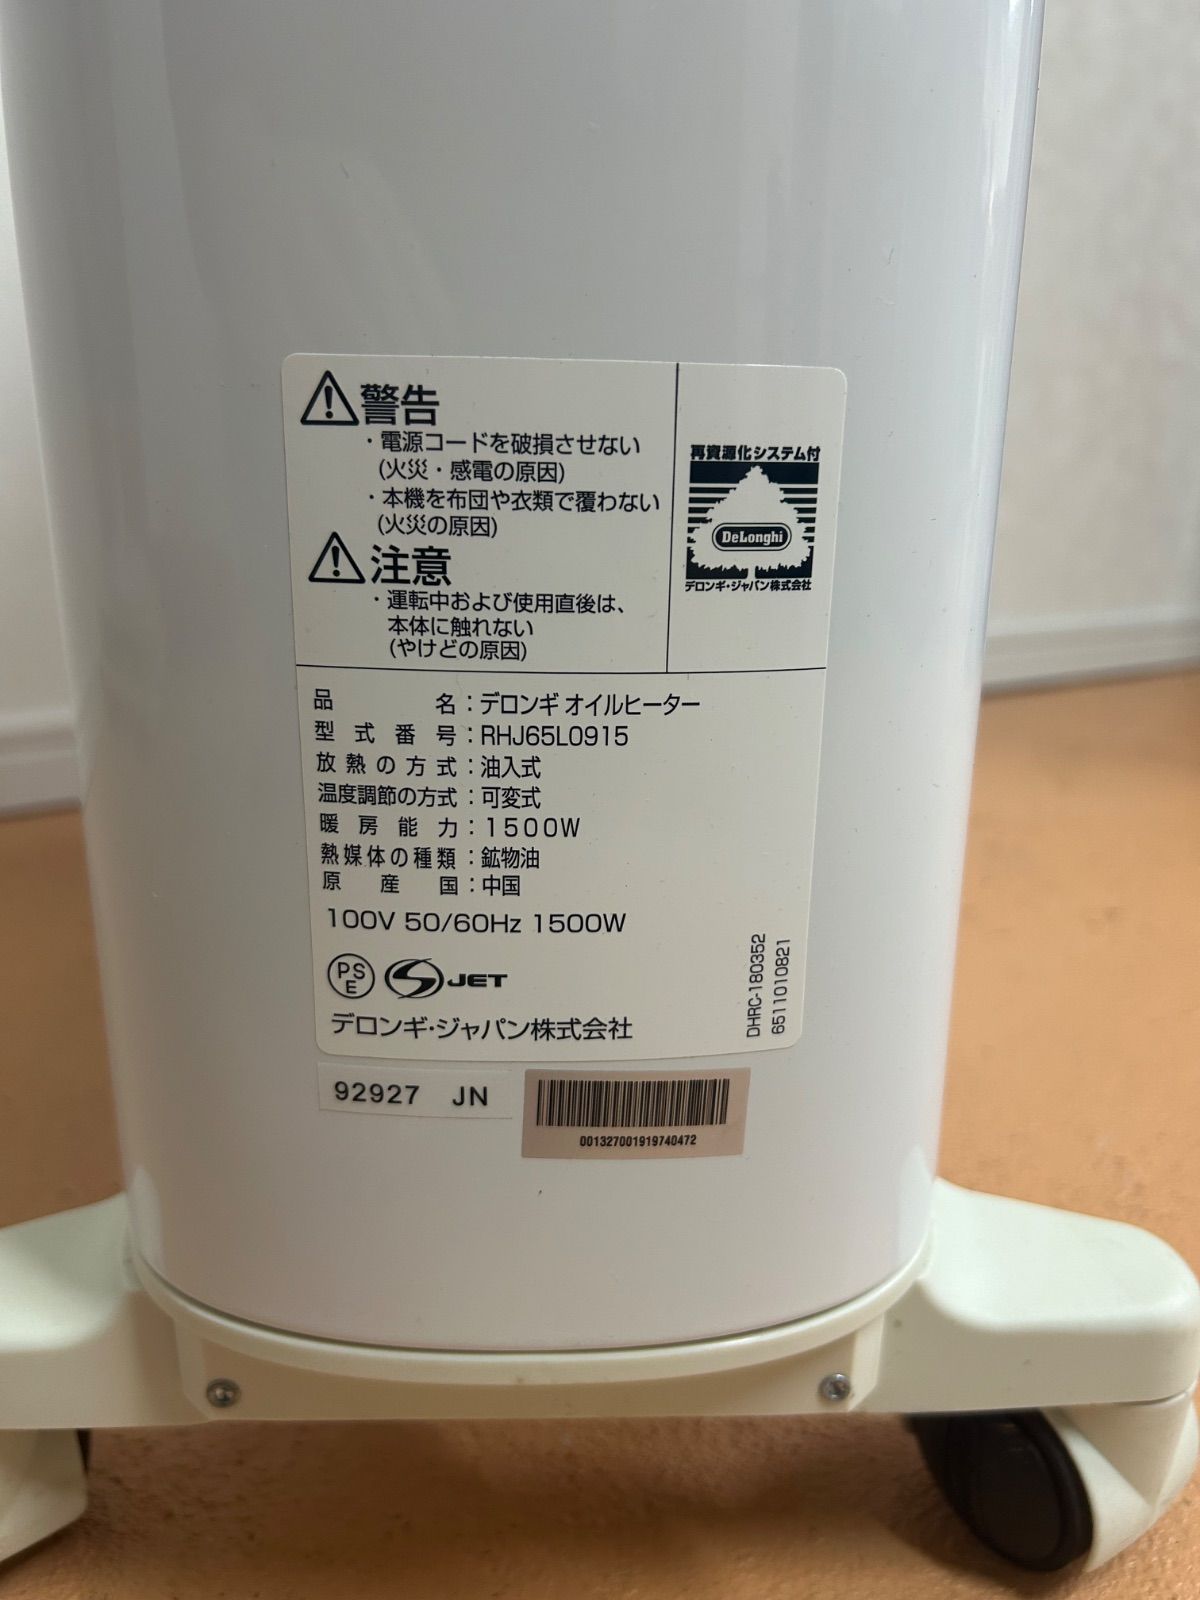 警告
・電源コードを破損させない
(火災・感電の原因)
・本機を布団や衣類で覆わない
(火災の原因)
注意
・運転中および使用直後は、
本体に触れない
(やけどの原因)
再資源化システム付
DeLonghi
デロンギ・ジャパン株式会社
品名：デロンギ オイルヒーター
型式番号：RHJ65L0915
放熱の方式：油入式
温度調節の方式：可変式
暖房能力：1500W
熱媒体の種類：鉱物油
原産国：中国
100V 50/60Hz 1500W
PSE
S JET
デロンギ・ジャパン株式会社
DHRC-180352
6511010821
92927 JN
001327001919740472